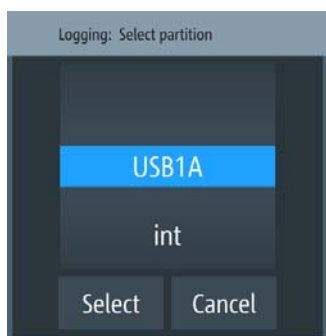 Logging: Select partition
USB1A
int
Select Cancel